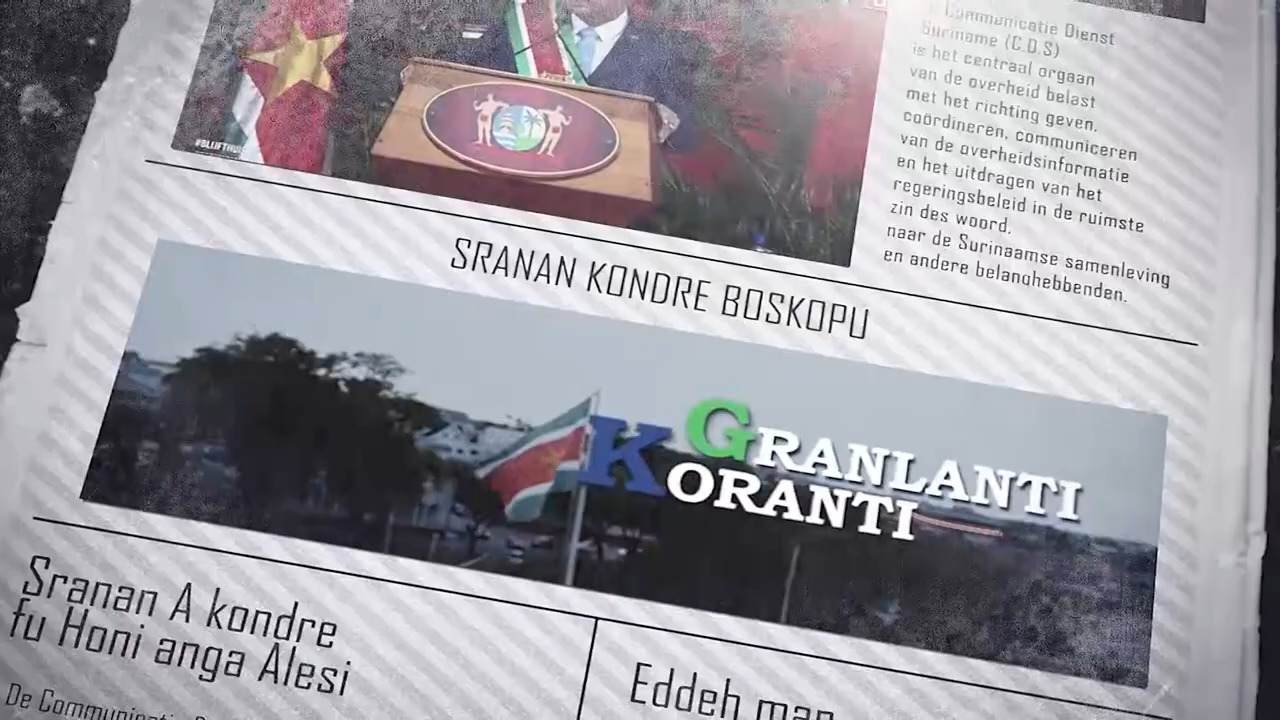 Communicatie Dienst
Suriname (C.D.S)
is het centraal orgaan
van de overheid belast
met het richting geven,
coördineren, communiceren
van de overheidsinformatie
en het uitdragen van het
regeringsbeleid in de ruimste
zin des woord,
naar de Surinaamse samenleving
en andere belanghebbenden.
SRANAN KONDRE BOSKOPU
GRANLANTI
KORANTI
Sranan A kondre
fu Honi anga Alesi
De
Eddeh man